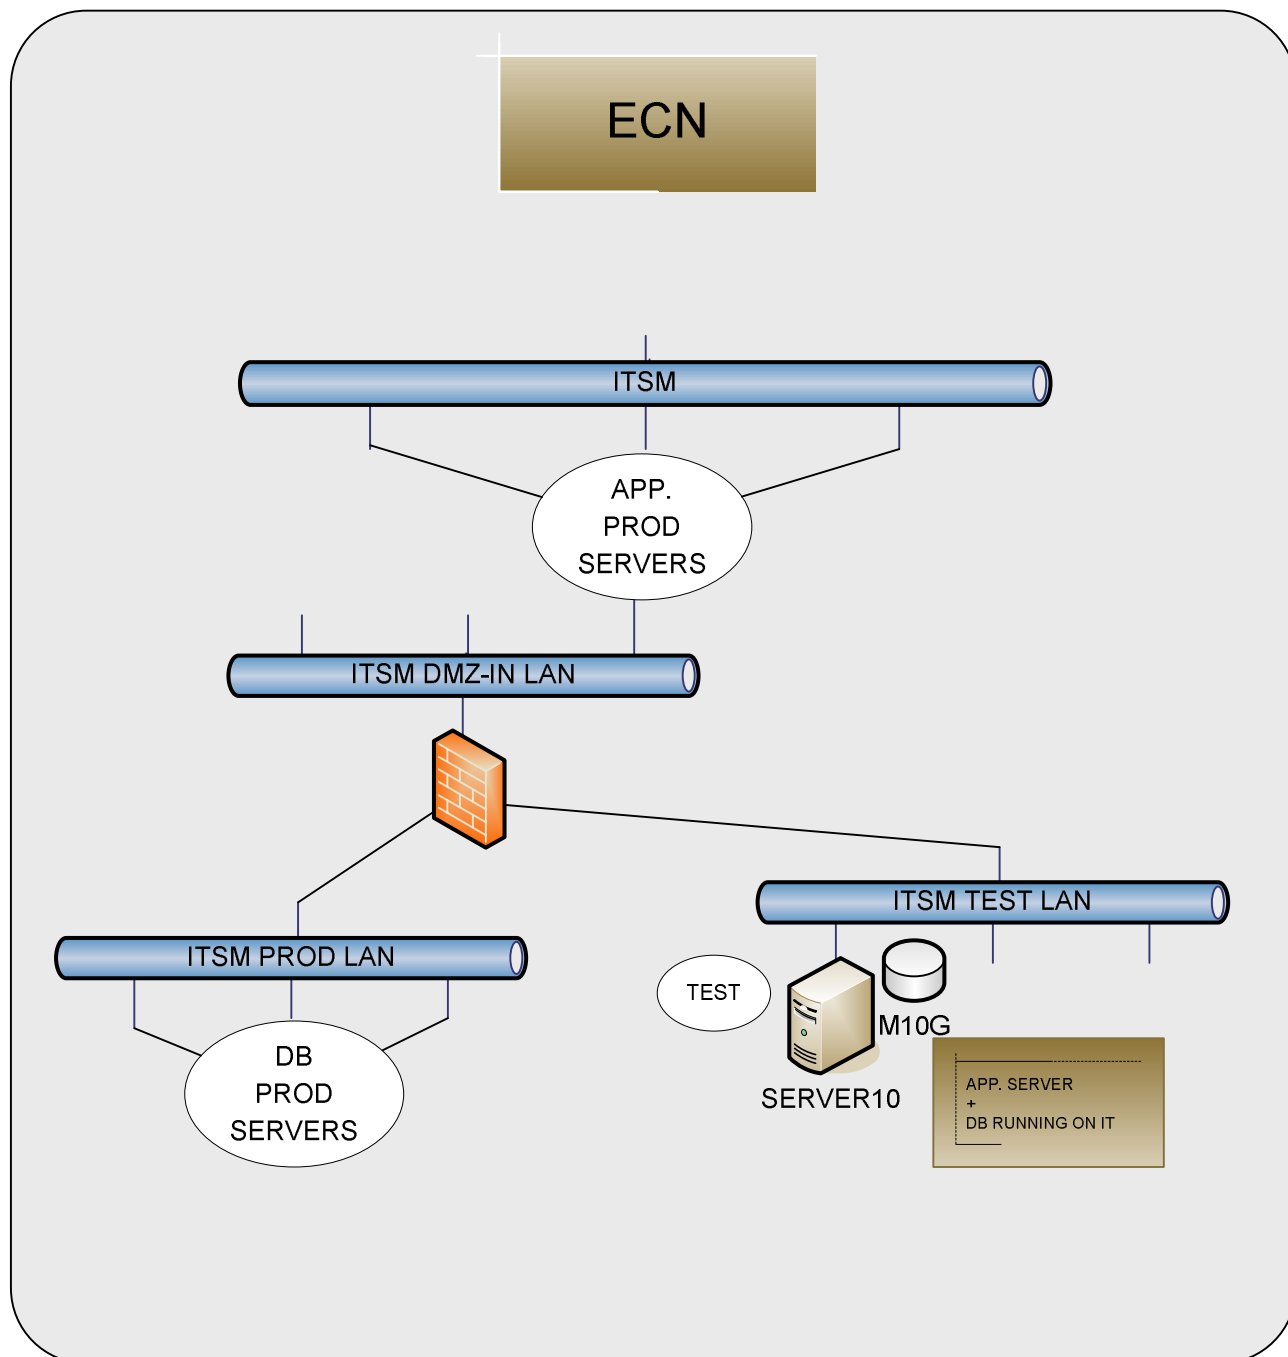 ECN
ITSM
APP.
PROD
SERVERS
ITSM DMZ-IN LAN
ITSM TEST LAN
ITSM PROD LAN
TEST
M10G
DB
PROD
SERVERS
SERVER10
APP. SERVER
+
DB RUNNING ON IT